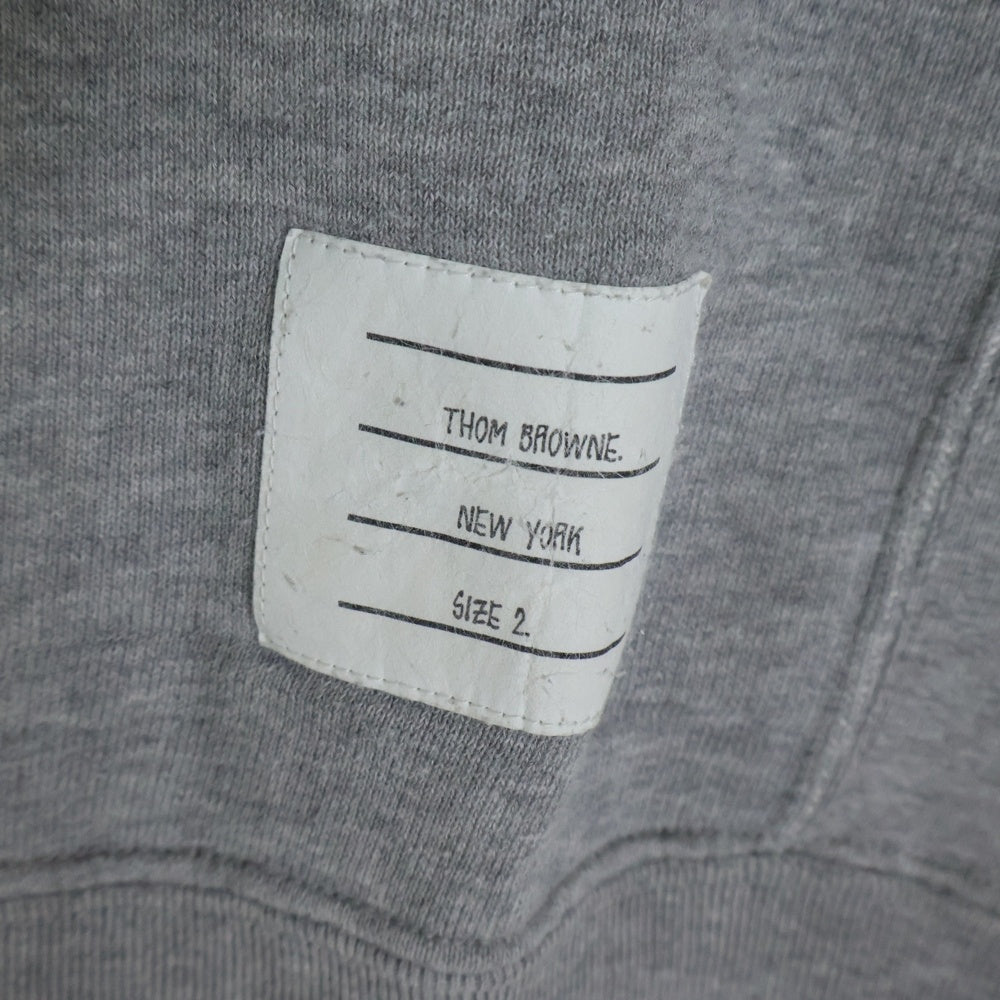 THOM BROWNE.
NEW YORK
SIZE 2.